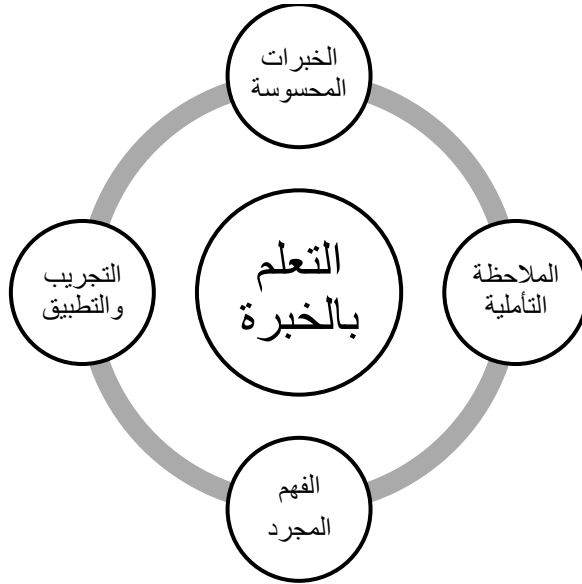 الخبرات
المحسوسة
الملاحظة
التأملية
التعلم
بالخبرة
التجريب
والتطبيق
الفهم
المجرد